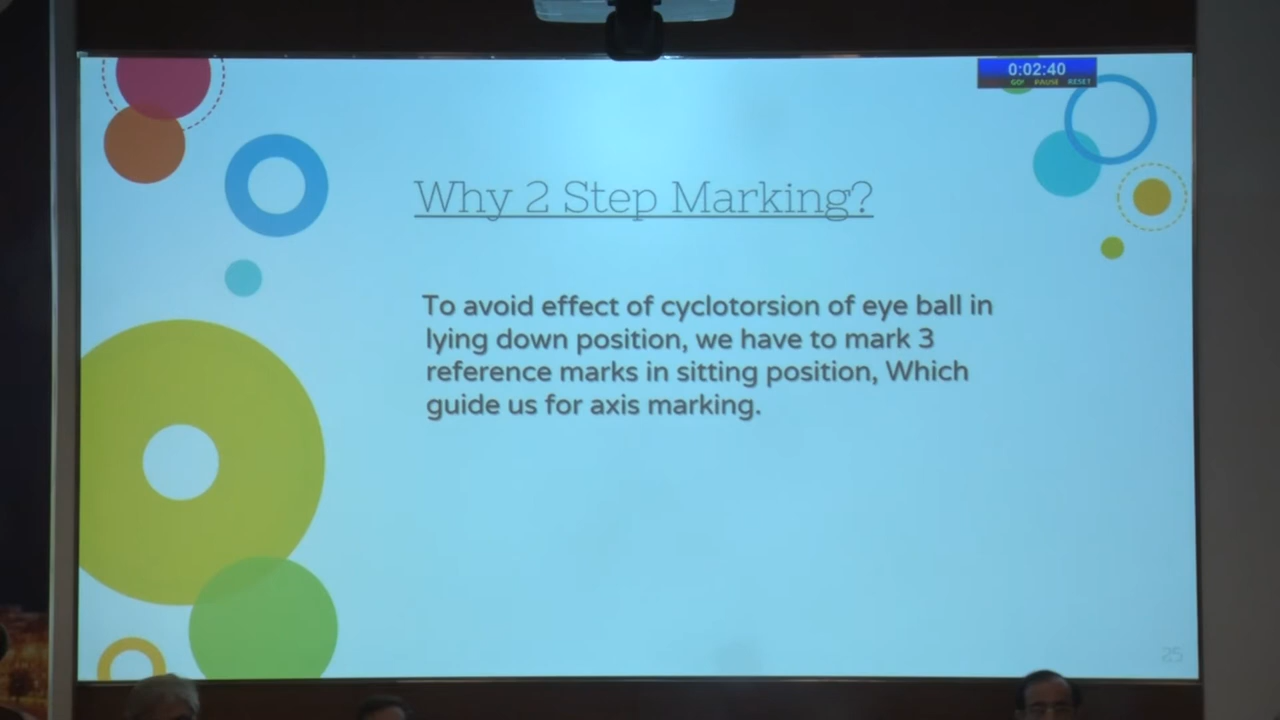 0:02:40
GO! PAUSE RESET
Why 2 Step Marking?
To avoid effect of cyclotorsion of eye ball in
lying down position, we have to mark 3
reference marks in sitting position, Which
guide us for axis marking.
25